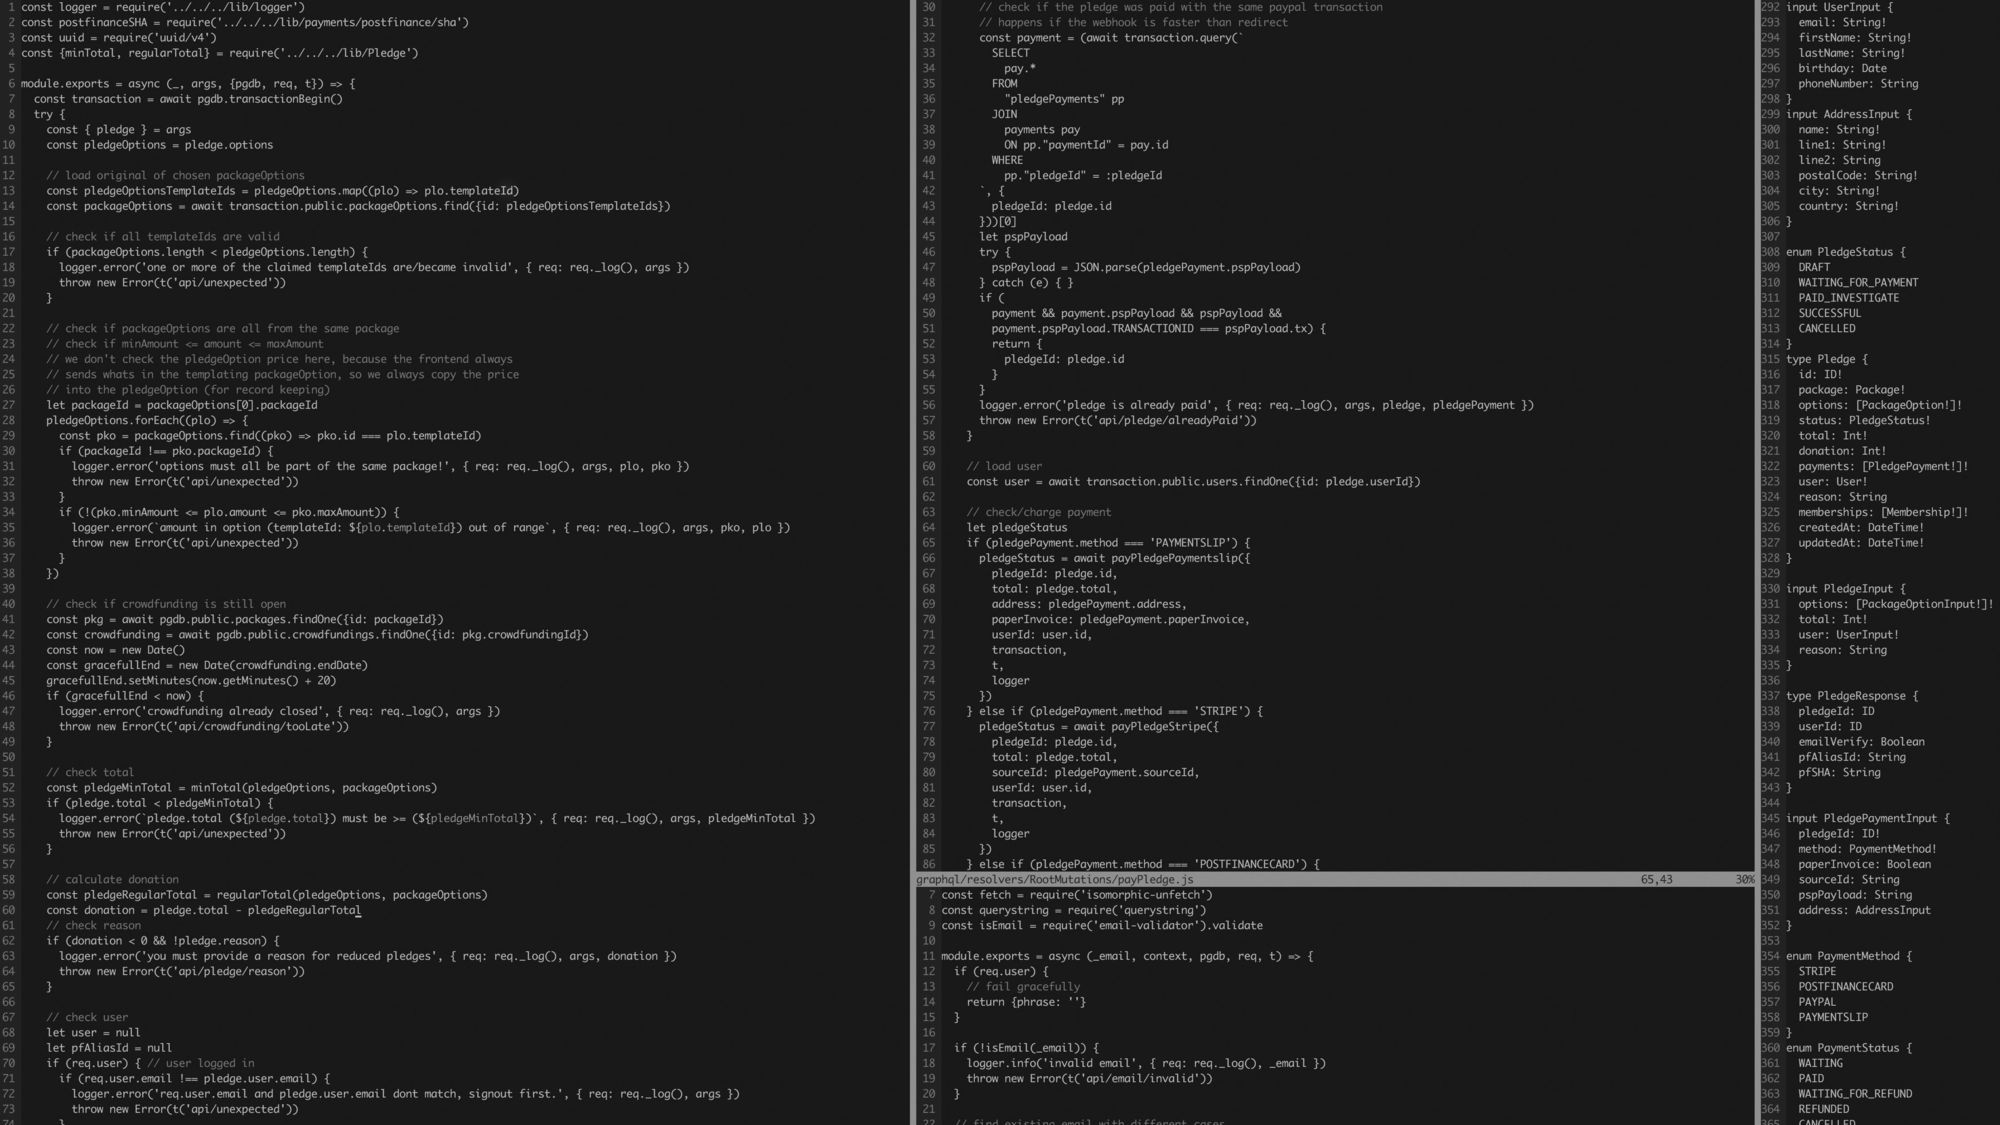 1 const logger = require('../../../lib/logger')
2 const postfinanceSHA = require('../../../lib/payments/postfinance/sha')
3 const uuid = require('uuid/v4')
4 const {minTotal, regularTotal} = require('../../../lib/Pledge')
5
6 module.exports = async (_, args, {pgdb, req, t}) => {
7   const transaction = await pgdb.transactionBegin()
8   try {
9     const { pledge } = args
10     const pledgeOptions = pledge.options
11
12     // load original of chosen packageOptions
13     const pledgeOptionsTemplateIds = pledgeOptions.map((plo) => plo.templateId)
14     const packageOptions = await transaction.public.packageOptions.find({id: pledgeOptionsTemplateIds})
15
16     // check if all templateIds are valid
17     if (packageOptions.length < pledgeOptions.length) {
18       logger.error('one or more of the claimed templateIds are/became invalid', { req: req._log(), args })
19       throw new Error(t('api/unexpected'))
20     }
21
22     // check if packageOptions are all from the same package
23     // check if minAmount <= amount <= maxAmount
24     // we don't check the pledgeOption price here, because the frontend always
25     // sends whats in the templating packageOption, so we always copy the price
26     // into the pledgeOption (for record keeping)
27     let packageId = packageOptions[0].packageId
28     pledgeOptions.forEach((plo) => {
29       const pko = packageOptions.find((pko) => pko.id === plo.templateId)
30       if (packageId !== pko.packageId) {
31         logger.error('options must all be part of the same package!', { req: req._log(), args, plo, pko })
32         throw new Error(t('api/unexpected'))
33       }
34       if (!(pko.minAmount <= plo.amount <= pko.maxAmount)) {
35         logger.error(`amount in option (templateId: ${plo.templateId}) out of range`, { req: req._log(), args, pko, plo })
36         throw new Error(t('api/unexpected'))
37       }
38     })
39
40     // check if crowdfunding is still open
41     const pkg = await pgdb.public.packages.findOne({id: packageId})
42     const crowdfunding = await pgdb.public.crowdfundings.findOne({id: pkg.crowdfundingId})
43     const now = new Date()
44     const gracefullEnd = new Date(crowdfunding.endDate)
45     gracefullEnd.setMinutes(now.getMinutes() + 20)
46     if (gracefullEnd < now) {
47       logger.error('crowdfunding already closed', { req: req._log(), args })
48       throw new Error(t('api/crowdfunding/tooLate'))
49     }
50
51     // check total
52     const pledgeMinTotal = minTotal(pledgeOptions, packageOptions)
53     if (pledge.total < pledgeMinTotal) {
54       logger.error(`pledge.total (${pledge.total}) must be >= (${pledgeMinTotal})`, { req: req._log(), args, pledgeMinTotal })
55       throw new Error(t('api/unexpected'))
56     }
57
58     // calculate donation
59     const pledgeRegularTotal = regularTotal(pledgeOptions, packageOptions)
60     const donation = pledge.total - pledgeRegularTotal
61     // check reason
62     if (donation < 0 && !pledge.reason) {
63       logger.error('you must provide a reason for reduced pledges', { req: req._log(), args, donation })
64       throw new Error(t('api/pledge/reason'))
65     }
66
67     // check user
68     let user = null
69     let pfAliasId = null
70     if (req.user) { // user logged in
71       if (req.user.email !== pledge.user.email) {
72         logger.error('req.user.email and pledge.user.email dont match, signout first.', { req: req._log(), args })
73         throw new Error(t('api/unexpected'))
74       }
30       // check if the pledge was paid with the same paypal transaction
31       // happens if the webhook is faster than redirect
32       const payment = (await transaction.query(`
33         SELECT
34           pay.*
35         FROM
36           "pledgePayments" pp
37         JOIN
38           payments pay
39           ON pp."paymentId" = pay.id
40         WHERE
41           pp."pledgeId" = :pledgeId
42       `, {
43         pledgeId: pledge.id
44       }))[0]
45       let pspPayload
46       try {
47         pspPayload = JSON.parse(pledgePayment.pspPayload)
48       } catch (e) { }
49       if (
50         payment && payment.pspPayload && pspPayload &&
51         payment.pspPayload.TRANSACTIONID === pspPayload.tx) {
52         return {
53           pledgeId: pledge.id
54         }
55       }
56       logger.error('pledge is already paid', { req: req._log(), args, pledge, pledgePayment })
57       throw new Error(t('api/pledge/alreadyPaid'))
58     }
59
60     // load user
61     const user = await transaction.public.users.findOne({id: pledge.userId})
62
63     // check/charge payment
64     let pledgeStatus
65     if (pledgePayment.method === 'PAYMENTSLIP') {
66       pledgeStatus = await payPledgePaymentslip({
67         pledgeId: pledge.id,
68         total: pledge.total,
69         address: pledgePayment.address,
70         paperInvoice: pledgePayment.paperInvoice,
71         userId: user.id,
72         transaction,
73         t,
74         logger
75       })
76     } else if (pledgePayment.method === 'STRIPE') {
77       pledgeStatus = await payPledgeStripe({
78         pledgeId: pledge.id,
79         total: pledge.total,
80         sourceId: pledgePayment.sourceId,
81         userId: user.id,
82         transaction,
83         t,
84         logger
85       })
86     } else if (pledgePayment.method === 'POSTFINANCECARD') {
graphql/resolvers/RootMutations/payPledge.js 65,43 30%
7 const fetch = require('isomorphic-unfetch')
8 const querystring = require('querystring')
9 const isEmail = require('email-validator').validate
10
11 module.exports = async (_email, context, pgdb, req, t) => {
12   if (req.user) {
13     // fail gracefully
14     return {phrase: ''}
15   }
16
17   if (!isEmail(_email)) {
18     logger.info('invalid email', { req: req._log(), _email })
19     throw new Error(t('api/email/invalid'))
20   }
21
22   // find existing email with different cases
292 input UserInput {
293   email: String!
294   firstName: String!
295   lastName: String!
296   birthday: Date
297   phoneNumber: String
298 }
299 input AddressInput {
300   name: String!
301   line1: String!
302   line2: String
303   postalCode: String!
304   city: String!
305   country: String!
306 }
307
308 enum PledgeStatus {
309   DRAFT
310   WAITING_FOR_PAYMENT
311   PAID_INVESTIGATE
312   SUCCESSFUL
313   CANCELLED
314 }
315 type Pledge {
316   id: ID!
317   package: Package!
318   options: [PackageOption!]!
319   status: PledgeStatus!
320   total: Int!
321   donation: Int!
322   payments: [PledgePayment!]!
323   user: User!
324   reason: String
325   memberships: [Membership!]!
326   createdAt: DateTime!
327   updatedAt: DateTime!
328 }
329
330 input PledgeInput {
331   options: [PackageOptionInput!]!
332   total: Int!
333   user: UserInput!
334   reason: String
335 }
336
337 type PledgeResponse {
338   pledgeId: ID
339   userId: ID
340   emailVerify: Boolean
341   pfAliasId: String
342   pfSHA: String
343 }
344
345 input PledgePaymentInput {
346   pledgeId: ID!
347   method: PaymentMethod!
348   paperInvoice: Boolean
349   sourceId: String
350   pspPayload: String
351   address: AddressInput
352 }
353
354 enum PaymentMethod {
355   STRIPE
356   POSTFINANCECARD
357   PAYPAL
358   PAYMENTSLIP
359 }
360 enum PaymentStatus {
361   WAITING
362   PAID
363   WAITING_FOR_REFUND
364   REFUNDED
365   CANCELLED